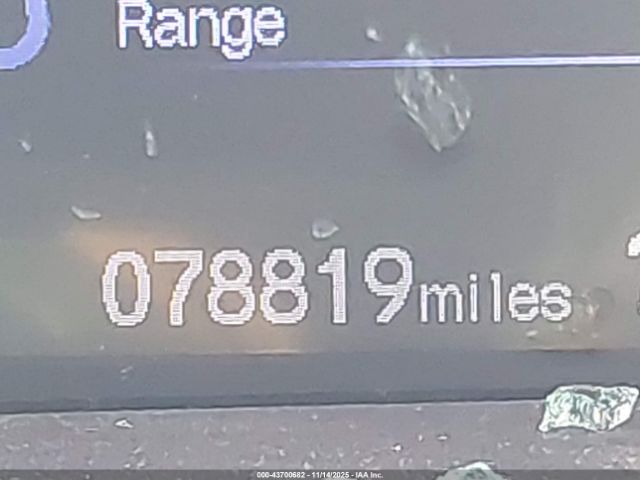 Range
078819miles
000-43700682 - 11/14/2025 - IAA Inc.